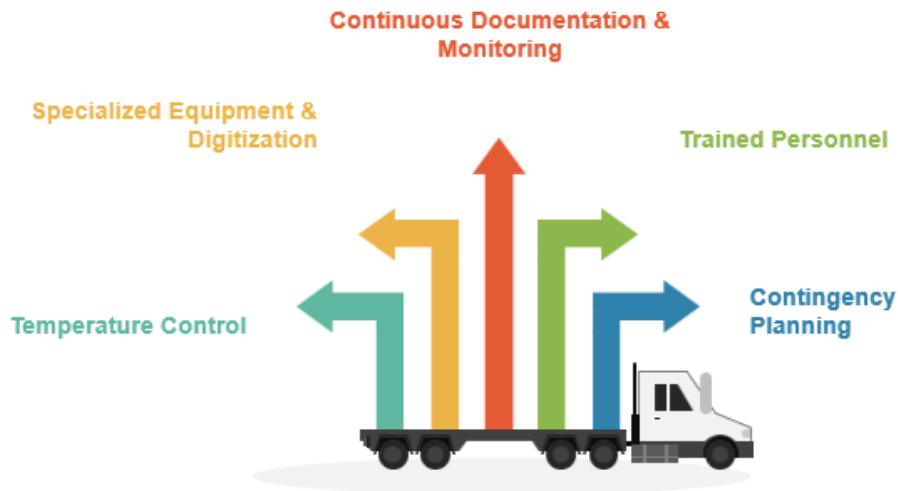 Continuous Documentation &
Monitoring
Specialized Equipment &
Digitization
Trained Personnel
Temperature Control
Contingency
Planning